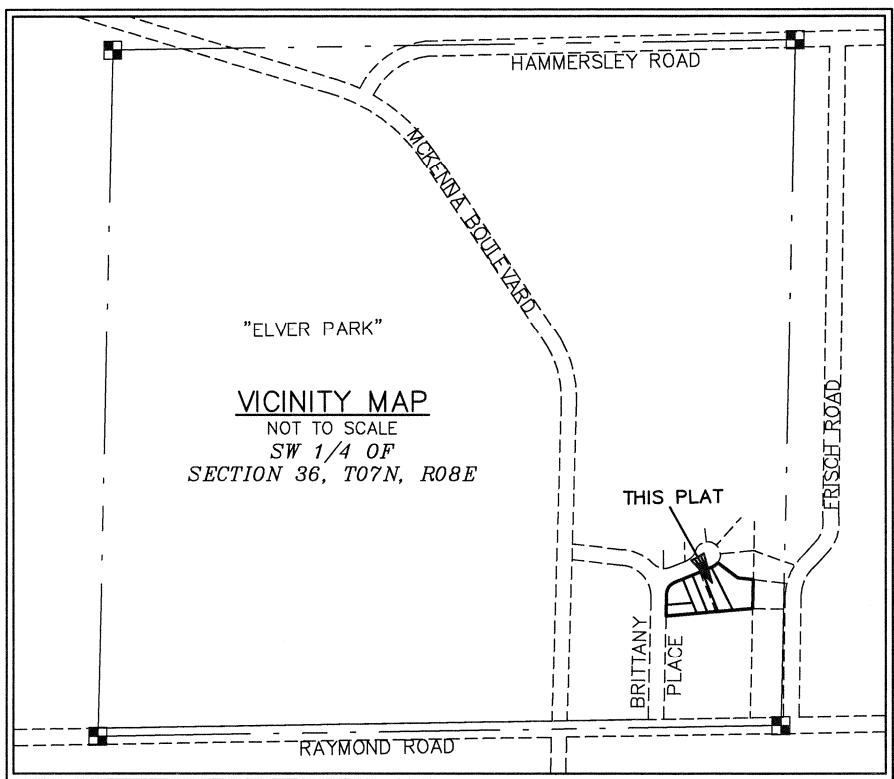 HAMMERSLEY ROAD
MCKENNA BOULEVARD
"ELVER PARK"
VICINITY MAP
NOT TO SCALE
SW 1/4 OF
SECTION 36, T07N, R08E
FRISCH ROAD
THIS PLAT
BRITTANY
PLACE
RAYMOND ROAD